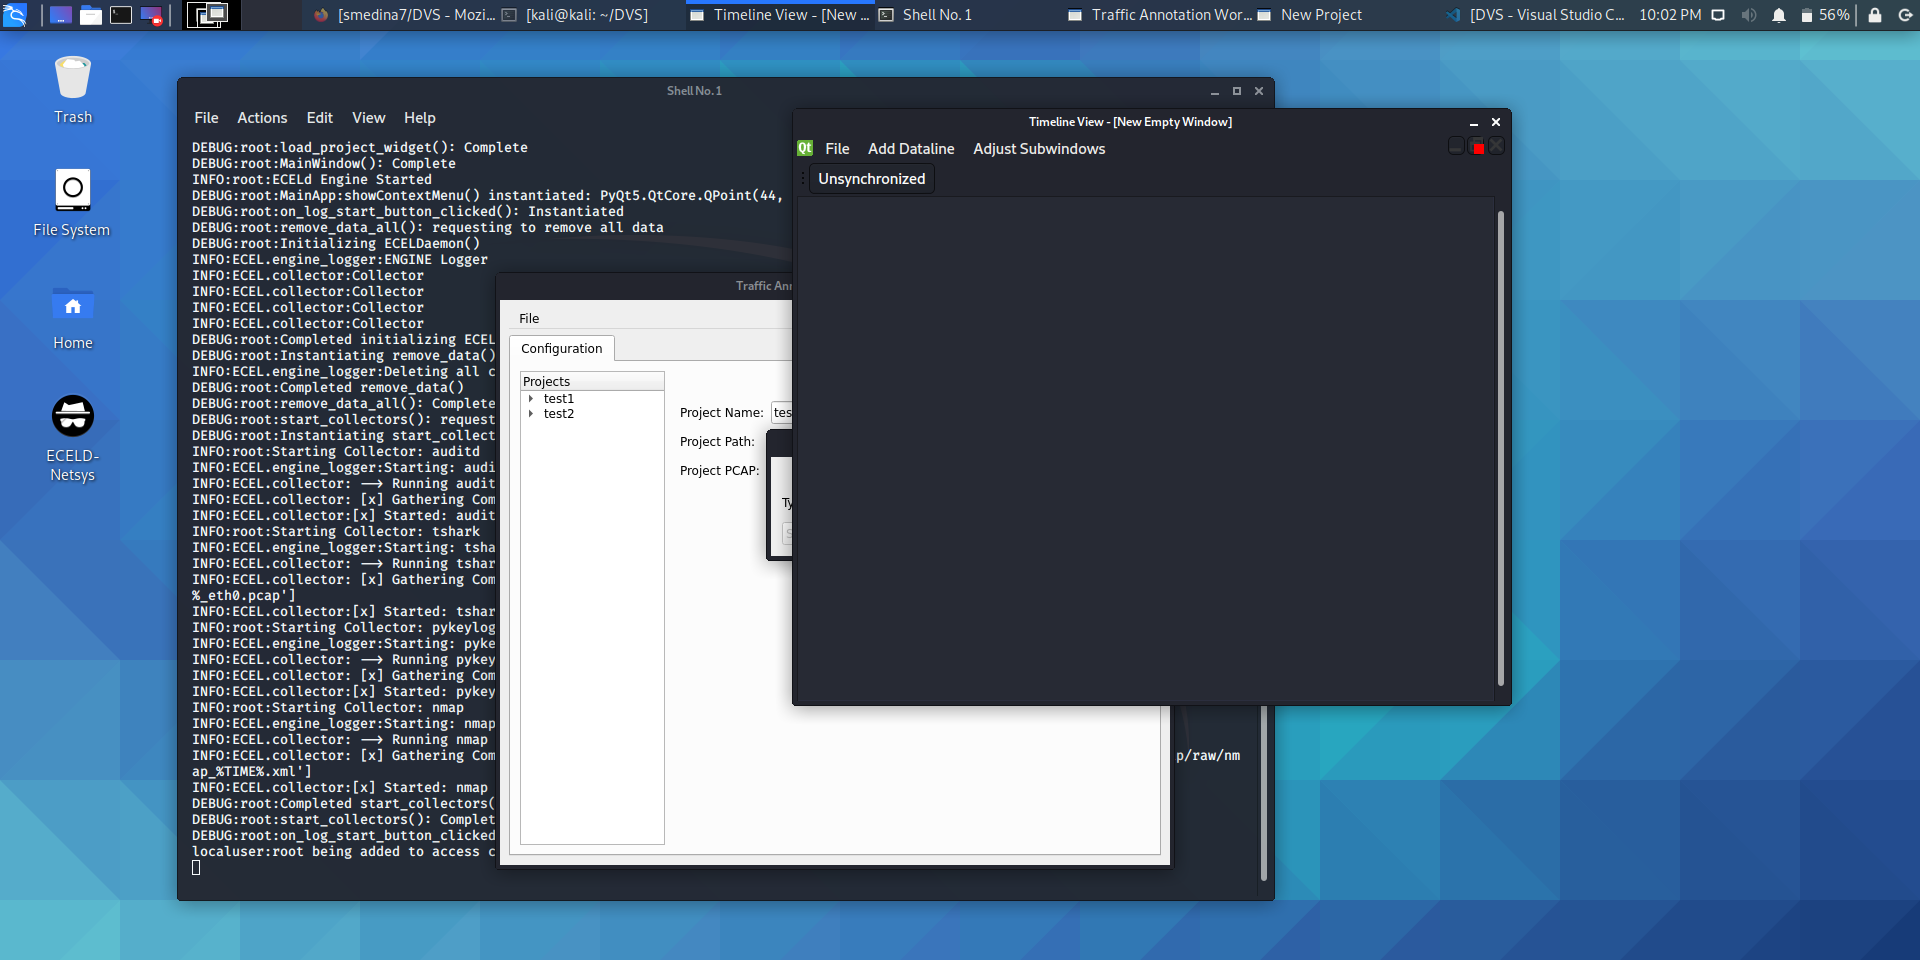 [smedina7/DVS - Mozi...
[kali@kali: ~/DVS]
Timeline View - [New ...
Shell No. 1
Traffic Annotation Wor...
New Project
[DVS - Visual Studio C...
10:02 PM
56%
Trash
File System
Home
ECELD-
Netsys
Shell No. 1
File Actions Edit View Help
DEBUG:root:load_project_widget(): Complete
DEBUG:root:MainWindow(): Complete
INFO:root:ECELd Engine Started
DEBUG:root:MainApp:showContextMenu() instantiated: PyQt5.QtCore.QPoint(44,
DEBUG:root:on_log_start_button_clicked(): Instantiated
DEBUG:root:remove_data_all(): requesting to remove all data
DEBUG:root:Initializing ECELDaemon()
INFO:ECEL.engine_logger:ENGINE Logger
INFO:ECEL.collector:Collector
INFO:ECEL.collector:Collector
INFO:ECEL.collector:Collector
INFO:ECEL.collector:Collector
DEBUG:root:Completed initializing ECEL
DEBUG:root:Instantiating remove_data()
INFO:ECEL.engine_logger:Deleting all c
DEBUG:root:Completed remove_data()
DEBUG:root:remove_data_all(): Complete
DEBUG:root:start_collectors(): request
DEBUG:root:Instantiating start_collect
INFO:root:Starting Collector: auditd
INFO:ECEL.engine_logger:Starting: audi
INFO:ECEL.collector: --> Running audit
INFO:ECEL.collector: [x] Gathering Com
INFO:ECEL.collector:[x] Started: audit
INFO:root:Starting Collector: tshark
INFO:ECEL.engine_logger:Starting: tsha
INFO:ECEL.collector: --> Running tshar
INFO:ECEL.collector: [x] Gathering Com
%_eth0.pcap']
INFO:ECEL.collector:[x] Started: tshar
INFO:root:Starting Collector: pykeylog
INFO:ECEL.engine_logger:Starting: pyke
INFO:ECEL.collector: --> Running pykey
INFO:ECEL.collector: [x] Gathering Com
INFO:ECEL.collector:[x] Started: pykey
INFO:root:Starting Collector: nmap
INFO:ECEL.engine_logger:Starting: nmap
INFO:ECEL.collector: --> Running nmap
INFO:ECEL.collector: [x] Gathering Com p/raw/nm
ap_%TIME%.xml']
INFO:ECEL.collector:[x] Started: nmap
DEBUG:root:Completed start_collectors(
DEBUG:root:start_collectors(): Complet
DEBUG:root:on_log_start_button_clicked
localuser:root being added to access c
Traffic Ann
File
Configuration
Projects
test1
test2
Project Name: tes
Project Path:
Project PCAP:
Ty
Timeline View - [New Empty Window]
Qt File Add Dataline Adjust Subwindows
Unsynchronized